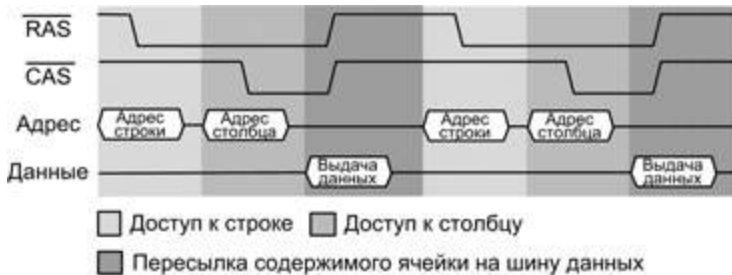 RAS
CAS
Адрес
Адрес строки
Адрес столбца
Адрес строки
Адрес столбца
Данные
Выдача данных
Выдача данных
Доступ к строке
Доступ к столбцу
Пересылка содержимого ячейки на шину данных